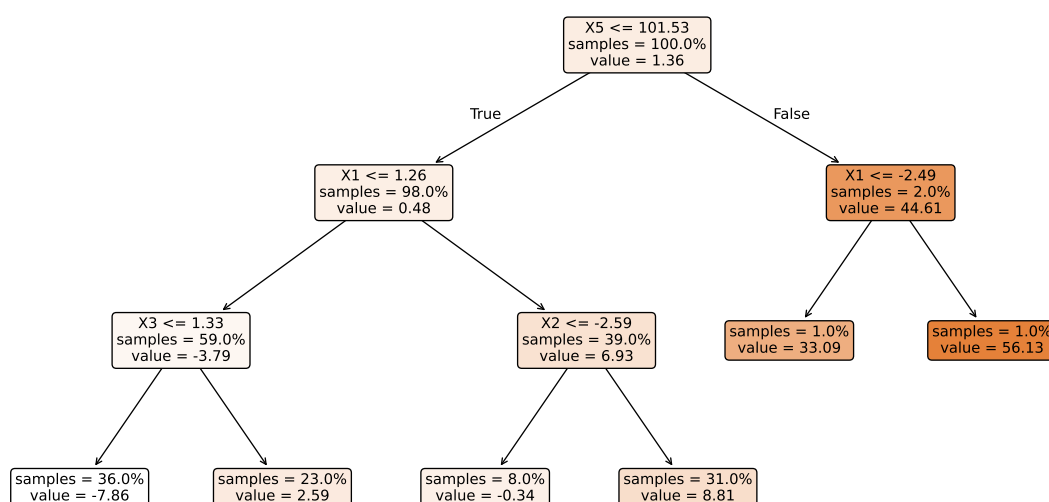 X5 <= 101.53
samples = 100.0%
value = 1.36
True
False
X1 <= 1.26
samples = 98.0%
value = 0.48
X1 <= -2.49
samples = 2.0%
value = 44.61
X3 <= 1.33
samples = 59.0%
value = -3.79
X2 <= -2.59
samples = 39.0%
value = 6.93
samples = 1.0%
value = 33.09
samples = 1.0%
value = 56.13
samples = 36.0%
value = -7.86
samples = 23.0%
value = 2.59
samples = 8.0%
value = -0.34
samples = 31.0%
value = 8.81